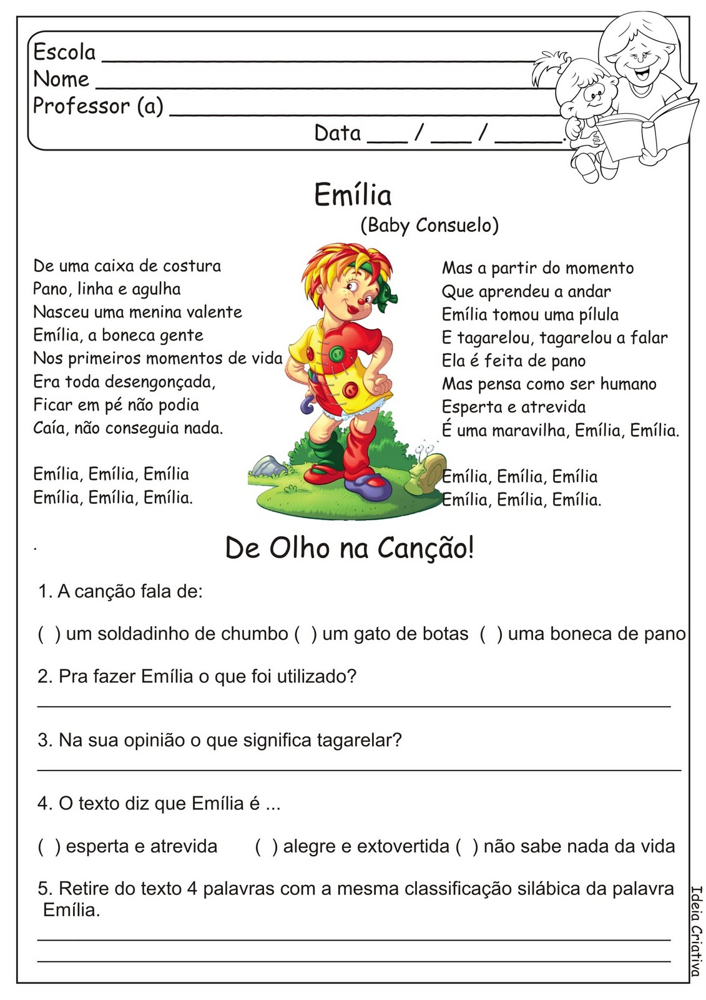 Escola
Nome
Professor (a)
Data ___ / ___ / _____.
Emília
(Baby Consuelo)
De uma caixa de costura
Pano, linha e agulha
Nasceu uma menina valente
Emília, a boneca gente
Nos primeiros momentos de vida
Era toda desengonçada,
Ficar em pé não podia
Caía, não conseguia nada.
Emília, Emília, Emília
Emília, Emília, Emília.
Mas a partir do momento
Que aprendeu a andar
Emília tomou uma pílula
E tagarelou, tagarelou a falar
Ela é feita de pano
Mas pensa como ser humano
Esperta e atrevida
É uma maravilha, Emília, Emília.
Emília, Emília, Emília
Emília, Emília, Emília.
.
De Olho na Canção!
1. A canção fala de:
(  ) um soldadinho de chumbo (  ) um gato de botas  (  ) uma boneca de pano
2. Pra fazer Emília o que foi utilizado?
3. Na sua opinião o que significa tagarelar?
4. O texto diz que Emília é ...
(  ) esperta e atrevida (  ) alegre e extovertida (  ) não sabe nada da vida
5. Retire do texto 4 palavras com a mesma classificação silábica da palavra
Emília.
Ideia Criativa